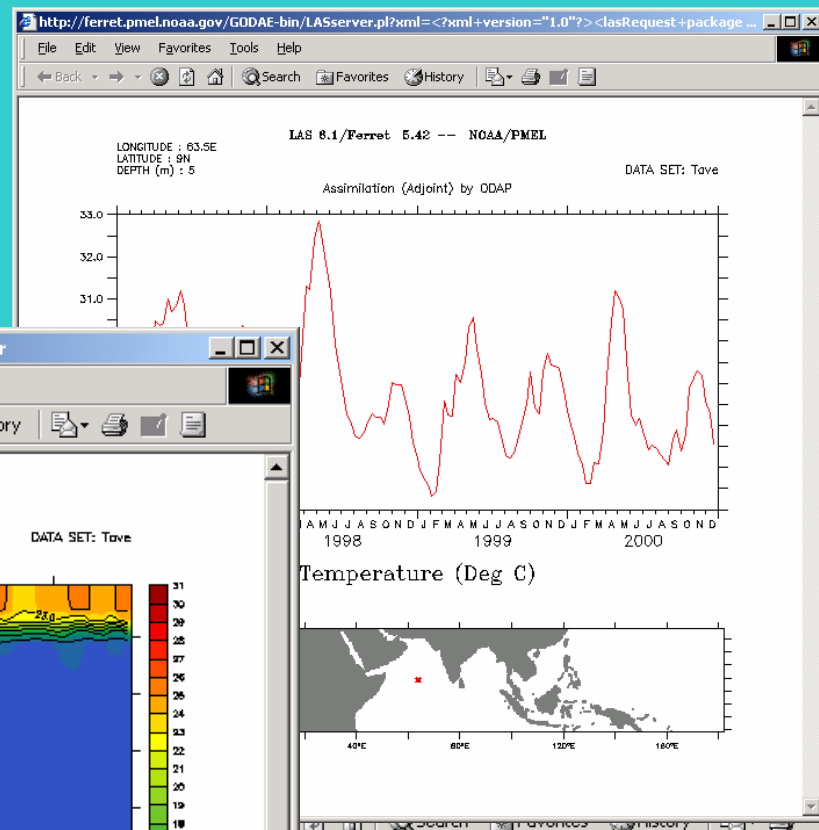 http://ferret.pmel.noaa.gov/GODAE-bin/LASserver.pl?xml=<?xml+version="1.0"?><lasRequest+package ...
File Edit View Favorites Tools Help
Back Search Favorites History
LAS 6.1/Ferret 5.42 -- NOAA/PMEL
LONGITUDE : 63.5E
LATITUDE : 9N
DEPTH (m) : 5
DATA SET: Tave
Assimilation (Adjoint) by ODAP
33.0
32.0
31.0
A M J J A S O N D J F M A M J J A S O N D J F M A M J J A S O N D
1998 1999 2000
Temperature (Deg C)
40°E 80°E 120°E 160°E
DATA SET: Tave
23.0
31
30
29
28
27
26
25
24
23
22
21
20
19
18
Search Favorites History